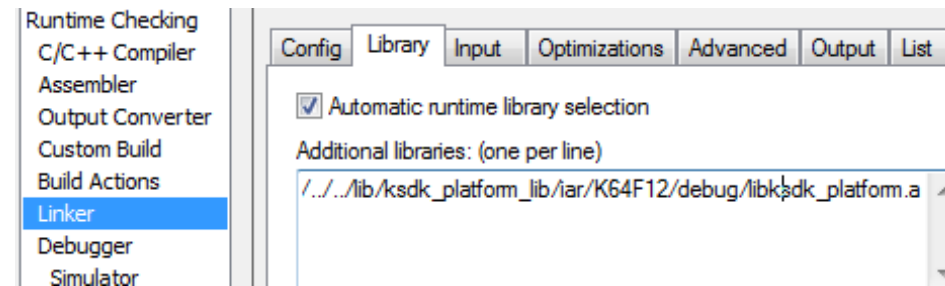 Runtime Checking
C/C++ Compiler
Assembler
Output Converter
Custom Build
Build Actions
Linker
Debugger
Simulator
Config Library Input Optimizations Advanced Output List
Automatic runtime library selection
Additional libraries: (one per line)
/../../lib/ksdk_platform_lib/iar/K64F12/debug/libksdk_platform.a